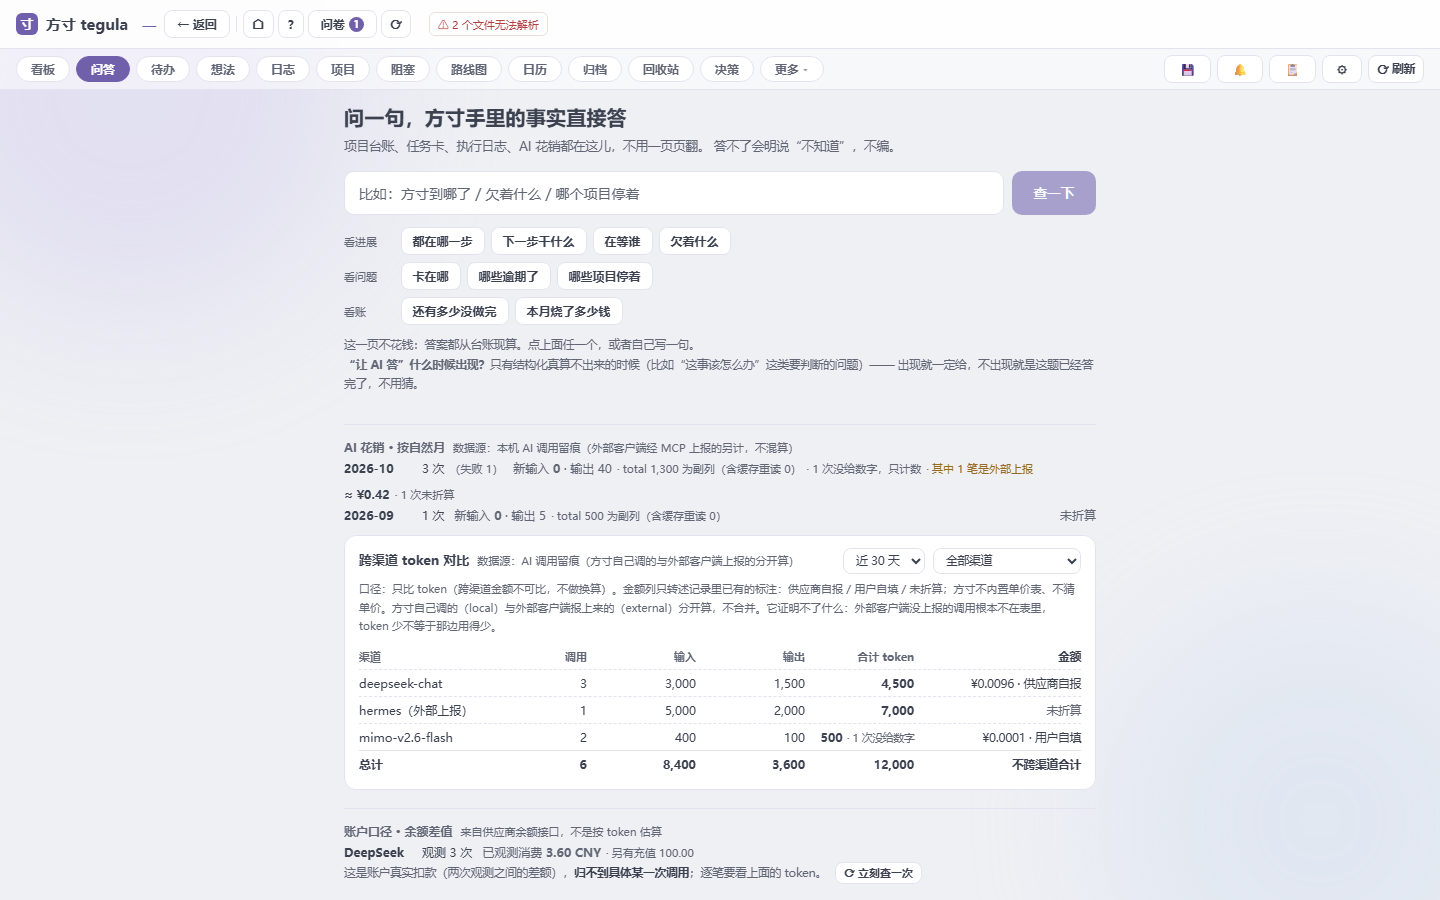 寸 方寸 tegula — ← 返回 ? 问卷 1 ⟳ ⚠ 2 个文件无法解析
看板 问答 待办 想法 日志 项目 阻塞 路线图 日历 归档 回收站 决策 更多 ⟳ 刷新
问一句，方寸手里的事实直接答
项目台账、任务卡、执行日志、AI 花销都在这儿，不用一页页翻。 答不了会明说“不知道”，不编。
比如：方寸到哪了 / 欠着什么 / 哪个项目停着 查一下
看进展 都在哪一步 下一步干什么 在等谁 欠着什么
看问题 卡在哪 哪些逾期了 哪些项目停着
看账 还有多少没做完 本月烧了多少钱
这一页不花钱：答案都从台账现算。点上面任一个，或者自己写一句。
“让 AI 答”什么时候出现？只有结构化真算不出来的时候（比如“这事该怎么办”这类要判断的问题）—— 出现就一定给，不出现就是这题已经答
完了，不用猜。
AI 花销 • 按自然月 数据源：本机 AI 调用留痕（外部客户端经 MCP 上报的另计，不混算）
2026-10 3 次 （失败 1） 新输入 0 · 输出 40 · total 1,300 为副列（含缓存重读 0） · 1 次没给数字，只计数 · 其中 1 笔是外部上报
≈ ¥0.42 · 1 次未折算
2026-09 1 次 新输入 0 · 输出 5 · total 500 为副列（含缓存重读 0） 未折算
跨渠道 token 对比 数据源：AI 调用留痕（方寸自己调的与外部客户端上报的分开算） 近 30 天 全部渠道
口径：只比 token（跨渠道金额不可比，不做换算）。金额列只转述记录里已有的标注：供应商自报 / 用户自填 / 未折算；方寸不内置单价表、不猜
单价。方寸自己调的（local）与外部客户端报上来的（external）分开算，不合并。它证明不了什么：外部客户端没上报的调用根本不在表里，
token 少不等于那边用得少。
渠道 调用 输入 输出 合计 token 金额
deepseek-chat 3 3,000 1,500 4,500 ¥0.0096 · 供应商自报
hermes（外部上报） 1 5,000 2,000 7,000 未折算
mimo-v2.6-flash 2 400 100 500 · 1 次没给数字 ¥0.0001 · 用户自填
总计 6 8,400 3,600 12,000 不跨渠道合计
账户口径 • 余额差值 来自供应商余额接口，不是按 token 估算
DeepSeek 观测 3 次 已观测消费 3.60 CNY · 另有充值 100.00
这是账户真实扣款（两次观测之间的差额），归不到具体某一次调用；逐笔要看上面的 token。 ⟳ 立刻查一次